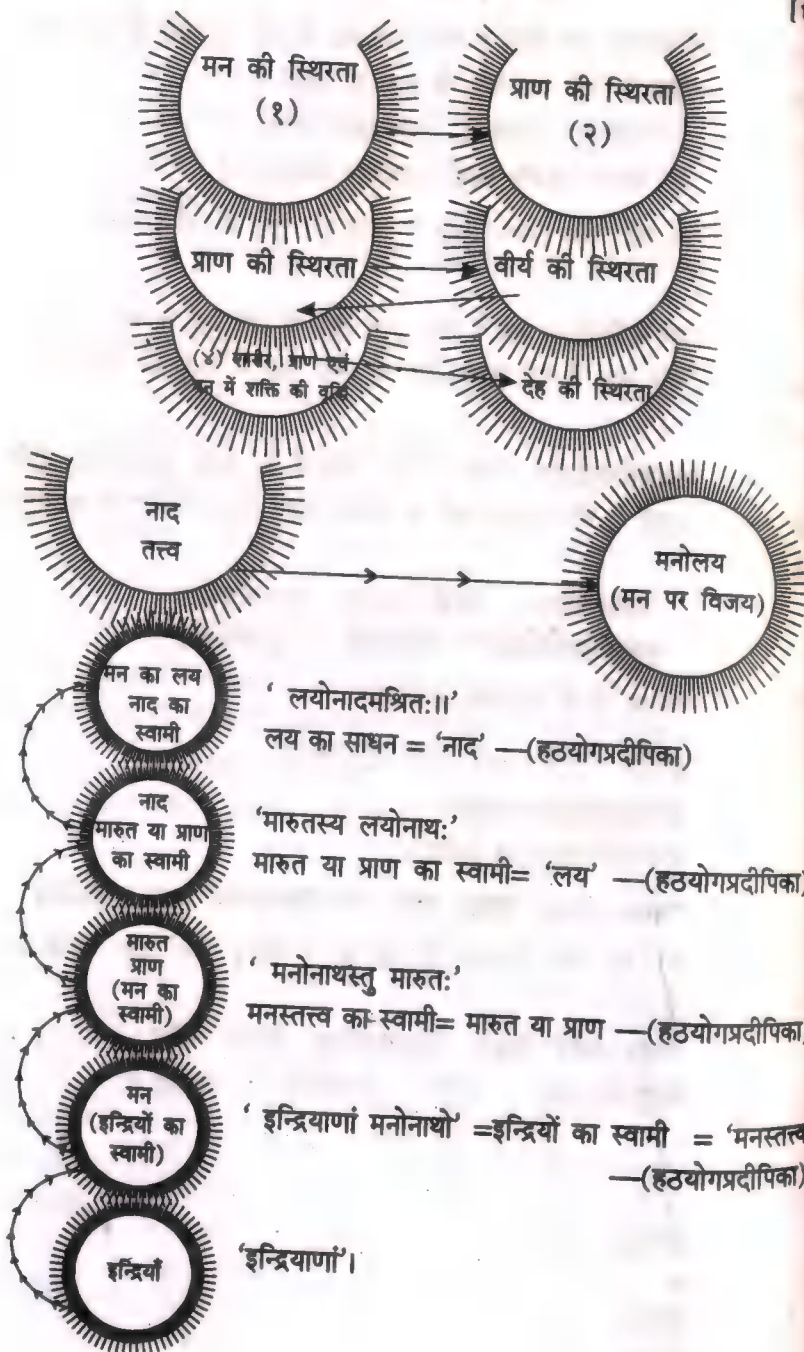 मन की स्थिरता
(१)
प्राण की स्थिरता
(२)
प्राण की स्थिरता
वीर्य की स्थिरता
(४) प्राण एवं
में शक्ति की वृद्धि
देह की स्थिरता
नाद
तत्त्व
मनोलय
(मन पर विजय)
मन का लय
नाद का
स्वामी
' लयोनादमश्रितः।।'
लय का साधन = 'नाद' —(हठयोगप्रदीपिका)
नाद
मारुत या प्राण
का स्वामी
'मारुतस्य लयोनाथः'
मारुत या प्राण का स्वामी= 'लय' —(हठयोगप्रदीपिका)
मारुत
प्राण
(मन का
स्वामी)
' मनोनाथस्तु मारुतः'
मनस्तत्त्व का स्वामी= मारुत या प्राण —(हठयोगप्रदीपिका)
मन
(इन्द्रियों का
स्वामी)
' इन्द्रियाणां मनोनाथो' =इन्द्रियों का स्वामी = 'मनस्तत्त्व
—(हठयोगप्रदीपिका)
इन्द्रियाँ
'इन्द्रियाणां'।